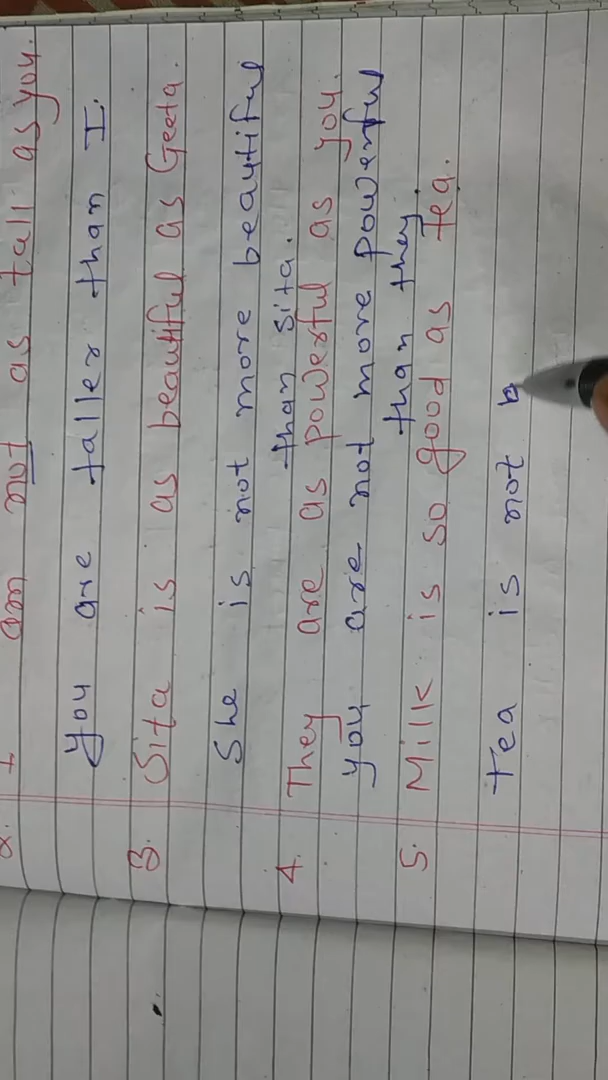 2. I am not as tall as you.
You are taller than I.
3. Sita is as beautiful as Geeta.
She is not more beautiful
than Sita.
4. They are as powerful as you.
You are not more powerful
than they
5. Milk is so good as tea.
tea is not b